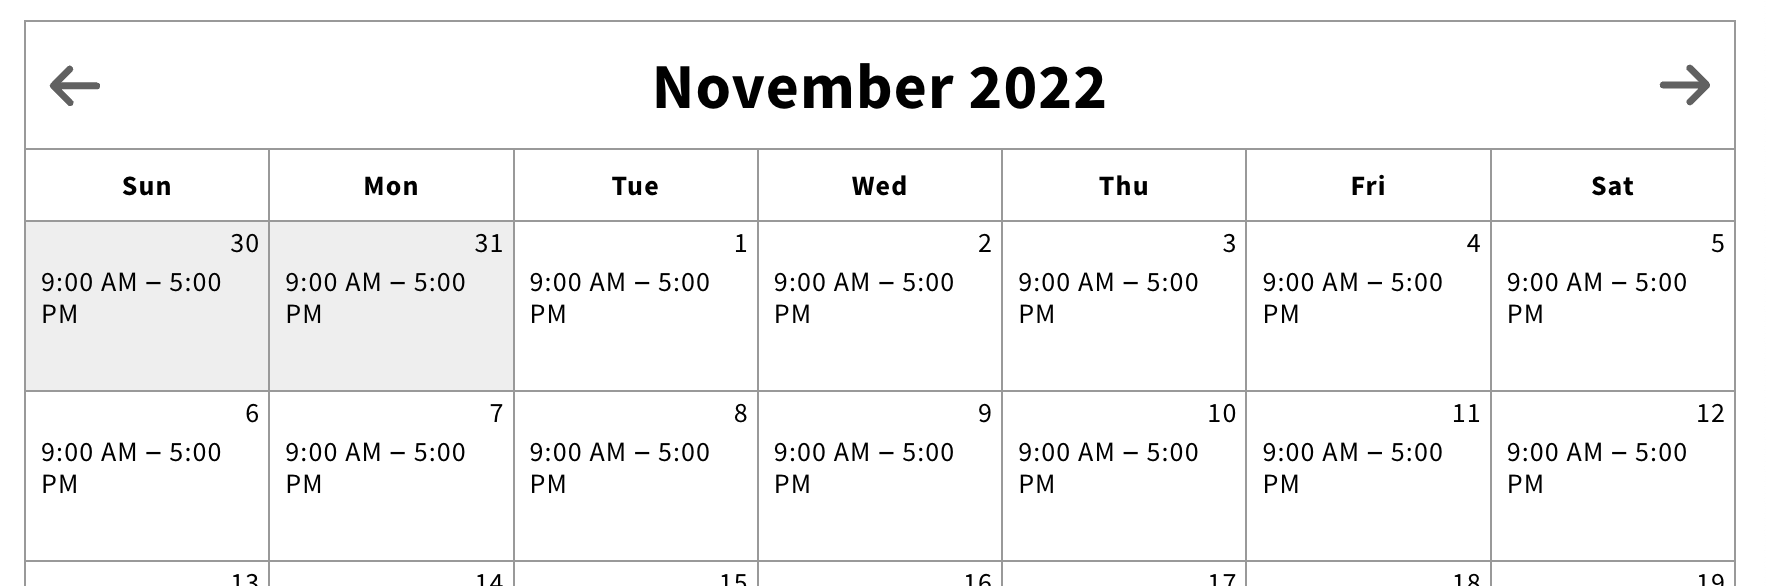 November 2022
Sun Mon Tue Wed Thu Fri Sat
30 31 1 2 3 4 5
9:00 AM – 5:00 9:00 AM – 5:00 9:00 AM – 5:00 9:00 AM – 5:00 9:00 AM – 5:00 9:00 AM – 5:00 9:00 AM – 5:00
PM PM PM PM PM PM PM
6 7 8 9 10 11 12
9:00 AM – 5:00 9:00 AM – 5:00 9:00 AM – 5:00 9:00 AM – 5:00 9:00 AM – 5:00 9:00 AM – 5:00 9:00 AM – 5:00
PM PM PM PM PM PM PM
13 14 15 16 17 18 19